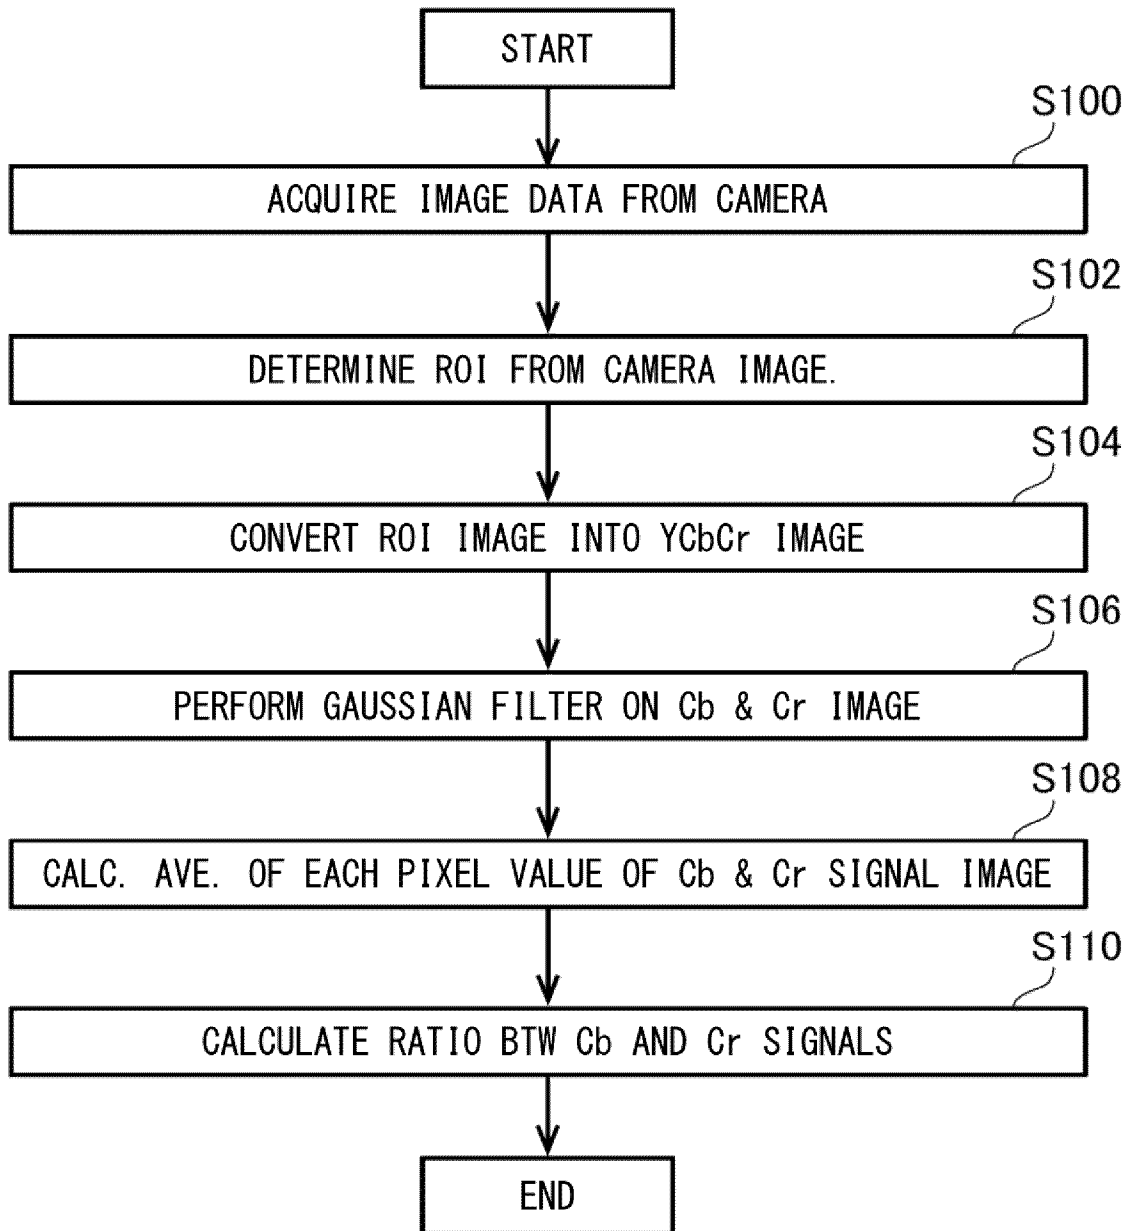 START
S100
ACQUIRE IMAGE DATA FROM CAMERA
S102
DETERMINE ROI FROM CAMERA IMAGE.
S104
CONVERT ROI IMAGE INTO YCbCr IMAGE
S106
PERFORM GAUSSIAN FILTER ON Cb & Cr IMAGE
S108
CALC. AVE. OF EACH PIXEL VALUE OF Cb & Cr SIGNAL IMAGE
S110
CALCULATE RATIO BTW Cb AND Cr SIGNALS
END